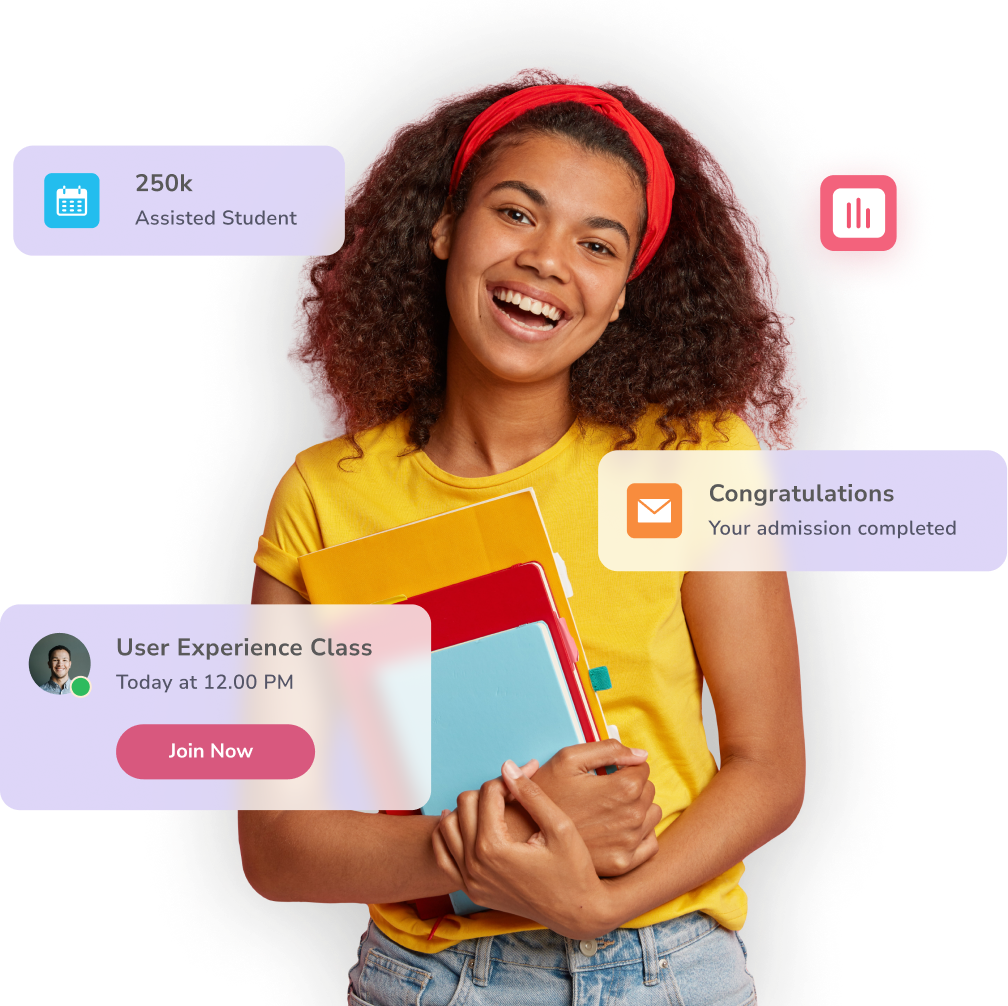 250k
Assisted Student
Congratulations
Your admission completed
User Experience Class
Today at 12.00 PM
Join Now